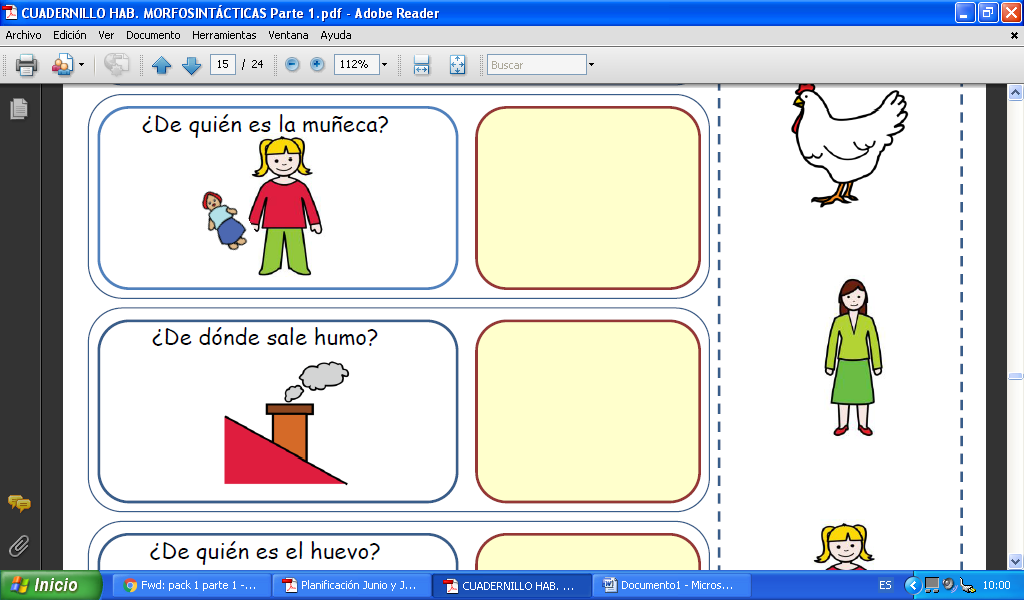 CUADERNILLO HAB. MORFOSINTÁCTICAS Parte 1.pdf - Adobe Reader
Archivo Edición Ver Documento Herramientas Ventana Ayuda
15 / 24 112% Buscar
¿De quién es la muñeca?
¿De dónde sale humo?
¿De quién es el huevo?
Inicio Fwd: pack 1 parte 1 -... Planificación Junio y J... CUADERNILLO HAB. ... Documento1 - Micros... ES 10:00